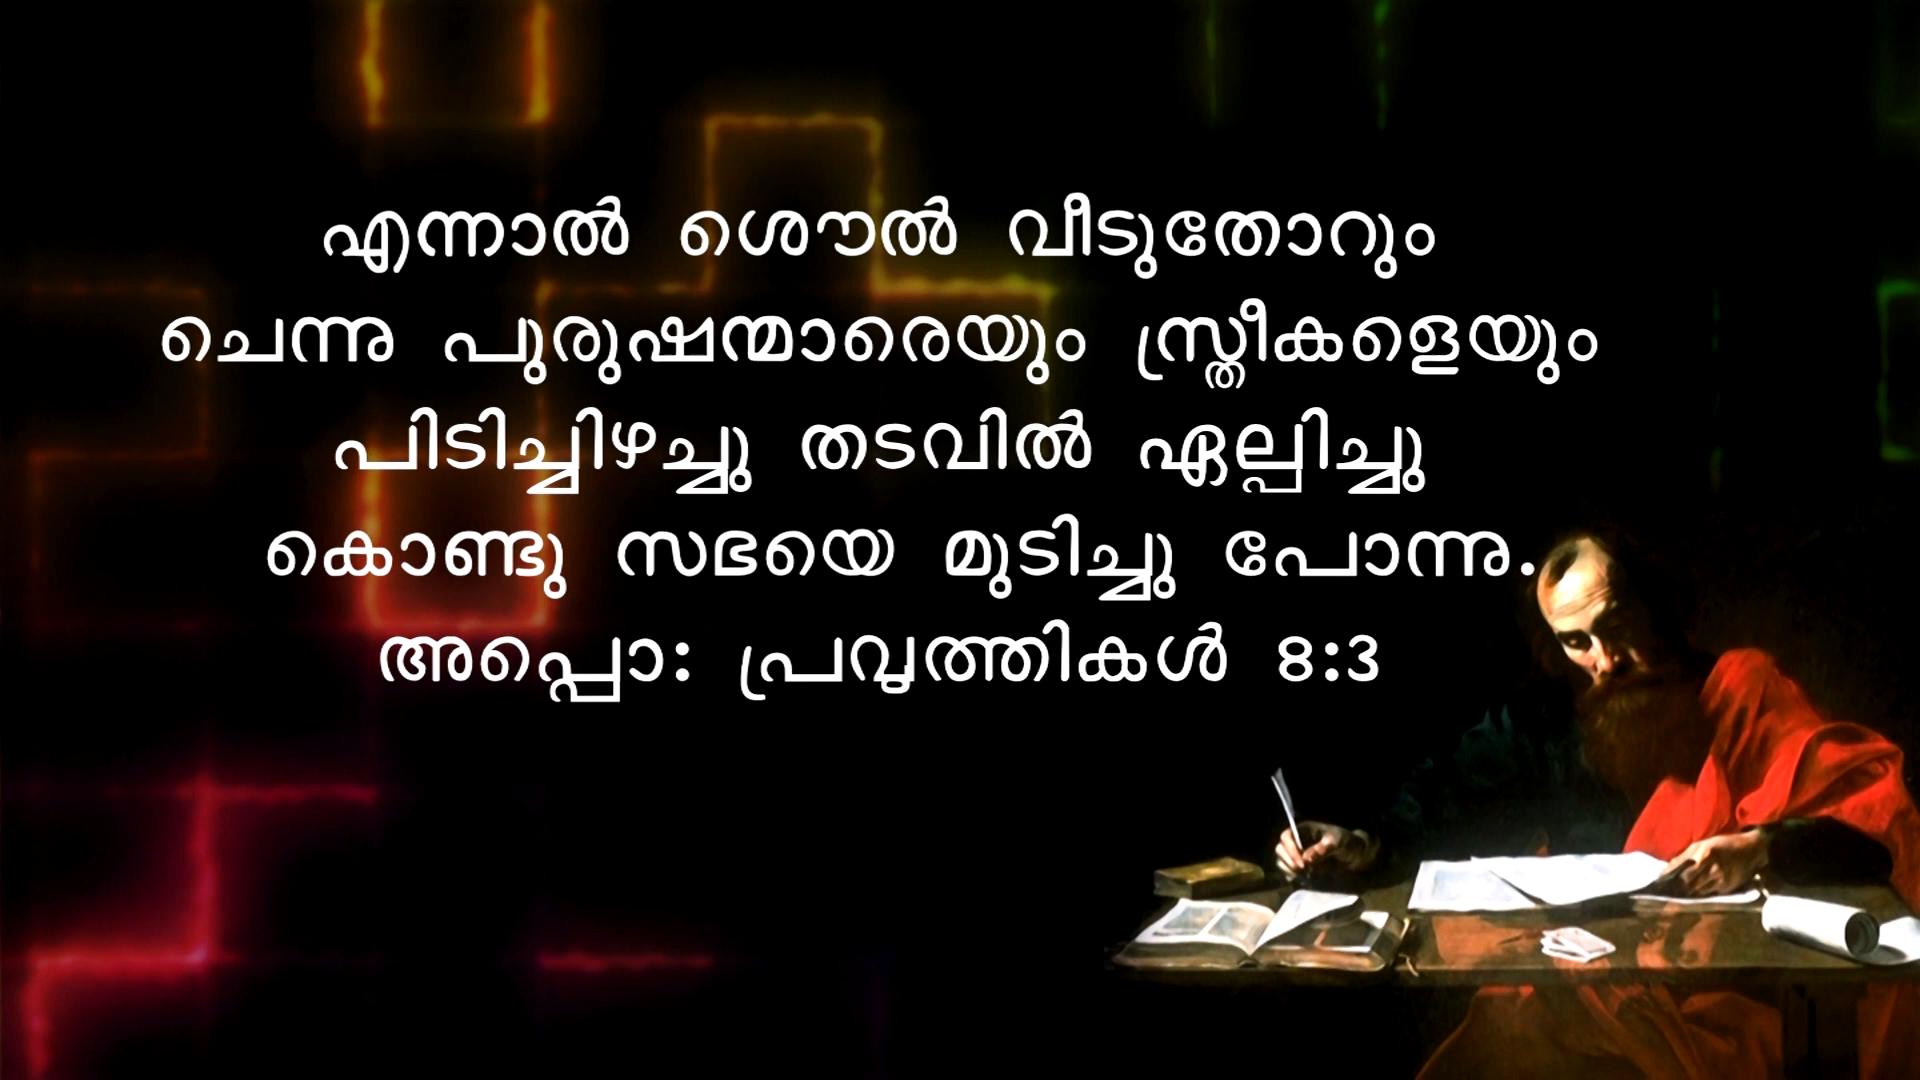 എന്നാൽ ശൌൽ വീടുതോറും
ചെന്നു പുരുഷന്മാരെയും സ്ത്രീകളെയും
പിടിച്ചിഴച്ചു തടവിൽ ഏല്പിച്ചു
കൊണ്ടു സഭയെ മുടിച്ചു പോന്നു.
അപ്പൊ: പ്രവൃത്തികൾ 8:3